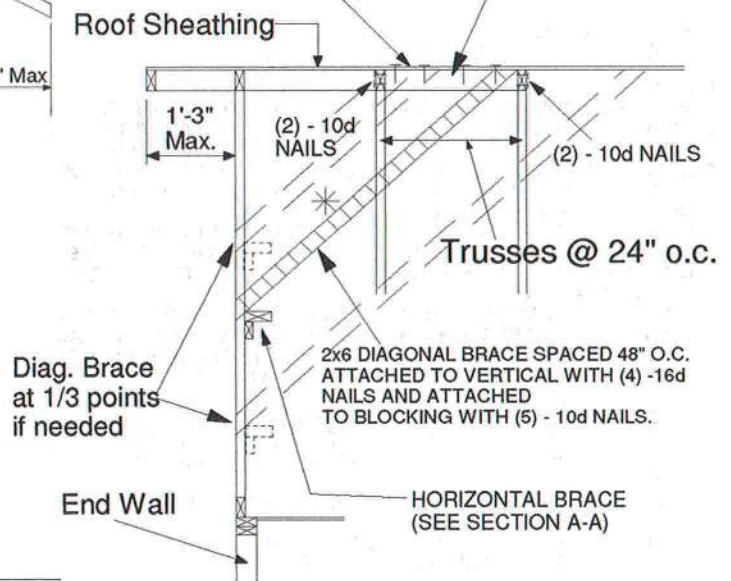 Roof Sheathing
' Max
1'-3"
Max.
(2) - 10d
NAILS
(2) - 10d NAILS
Trusses @ 24" o.c.
2x6 DIAGONAL BRACE SPACED 48" O.C.
ATTACHED TO VERTICAL WITH (4) -16d
NAILS AND ATTACHED
TO BLOCKING WITH (5) - 10d NAILS.
Diag. Brace
at 1/3 points
if needed
End Wall
HORIZONTAL BRACE
(SEE SECTION A-A)